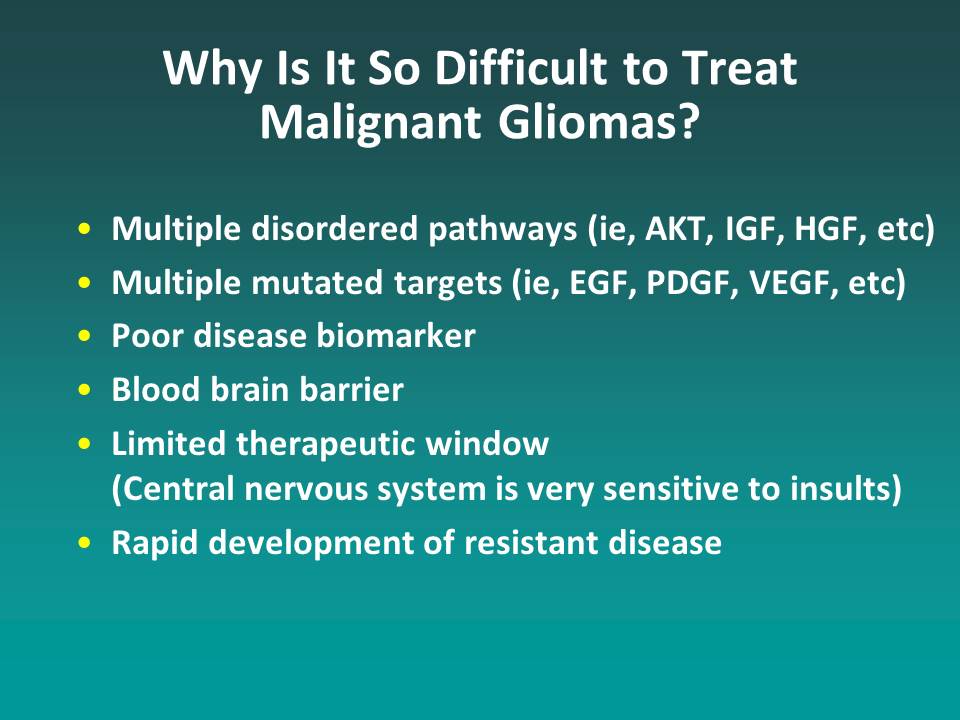 Why Is It So Difficult to Treat
Malignant Gliomas?
• Multiple disordered pathways (ie, AKT, IGF, HGF, etc)
• Multiple mutated targets (ie, EGF, PDGF, VEGF, etc)
• Poor disease biomarker
• Blood brain barrier
• Limited therapeutic window
(Central nervous system is very sensitive to insults)
• Rapid development of resistant disease